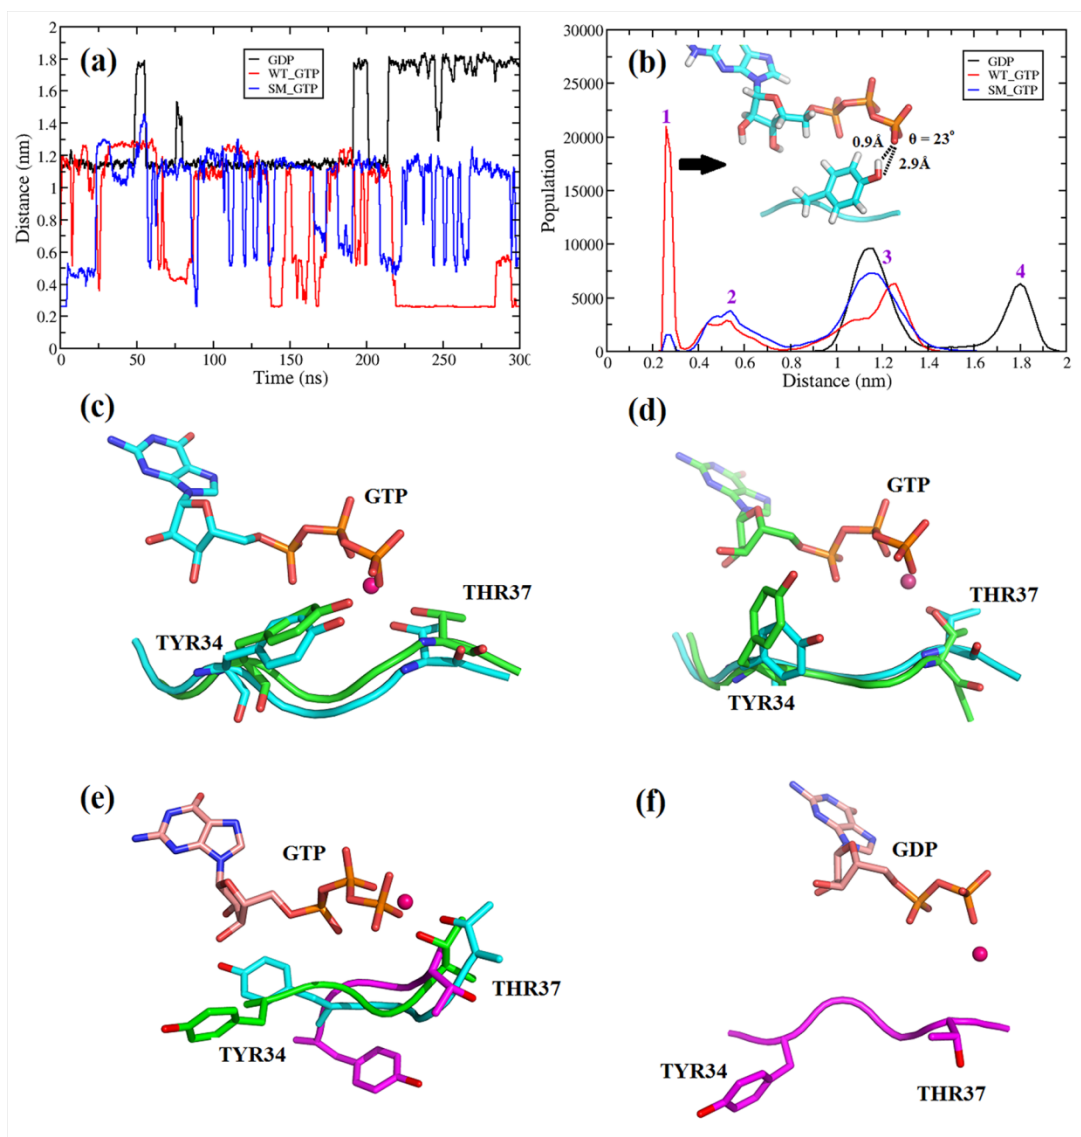 (a)
GDP
WT_GTP
SM_GTP
Distance (nm)
2
1.8
1.6
1.4
1.2
1
0.8
0.6
0.4
0.2
0
0 50 100 150 200 250 300
Time (ns)
(b)
GDP
WT_GTP
SM_GTP
Population
30000
25000
20000
15000
10000
5000
0
1
0.9Å θ = 23°
2.9Å
2
3
4
0 0.2 0.4 0.6 0.8 1 1.2 1.4 1.6 1.8 2
Distance (nm)
(c)
GTP
THR37
TYR34
(d)
GTP
THR37
TYR34
(e)
GTP
THR37
TYR34
(f)
GDP
TYR34
THR37